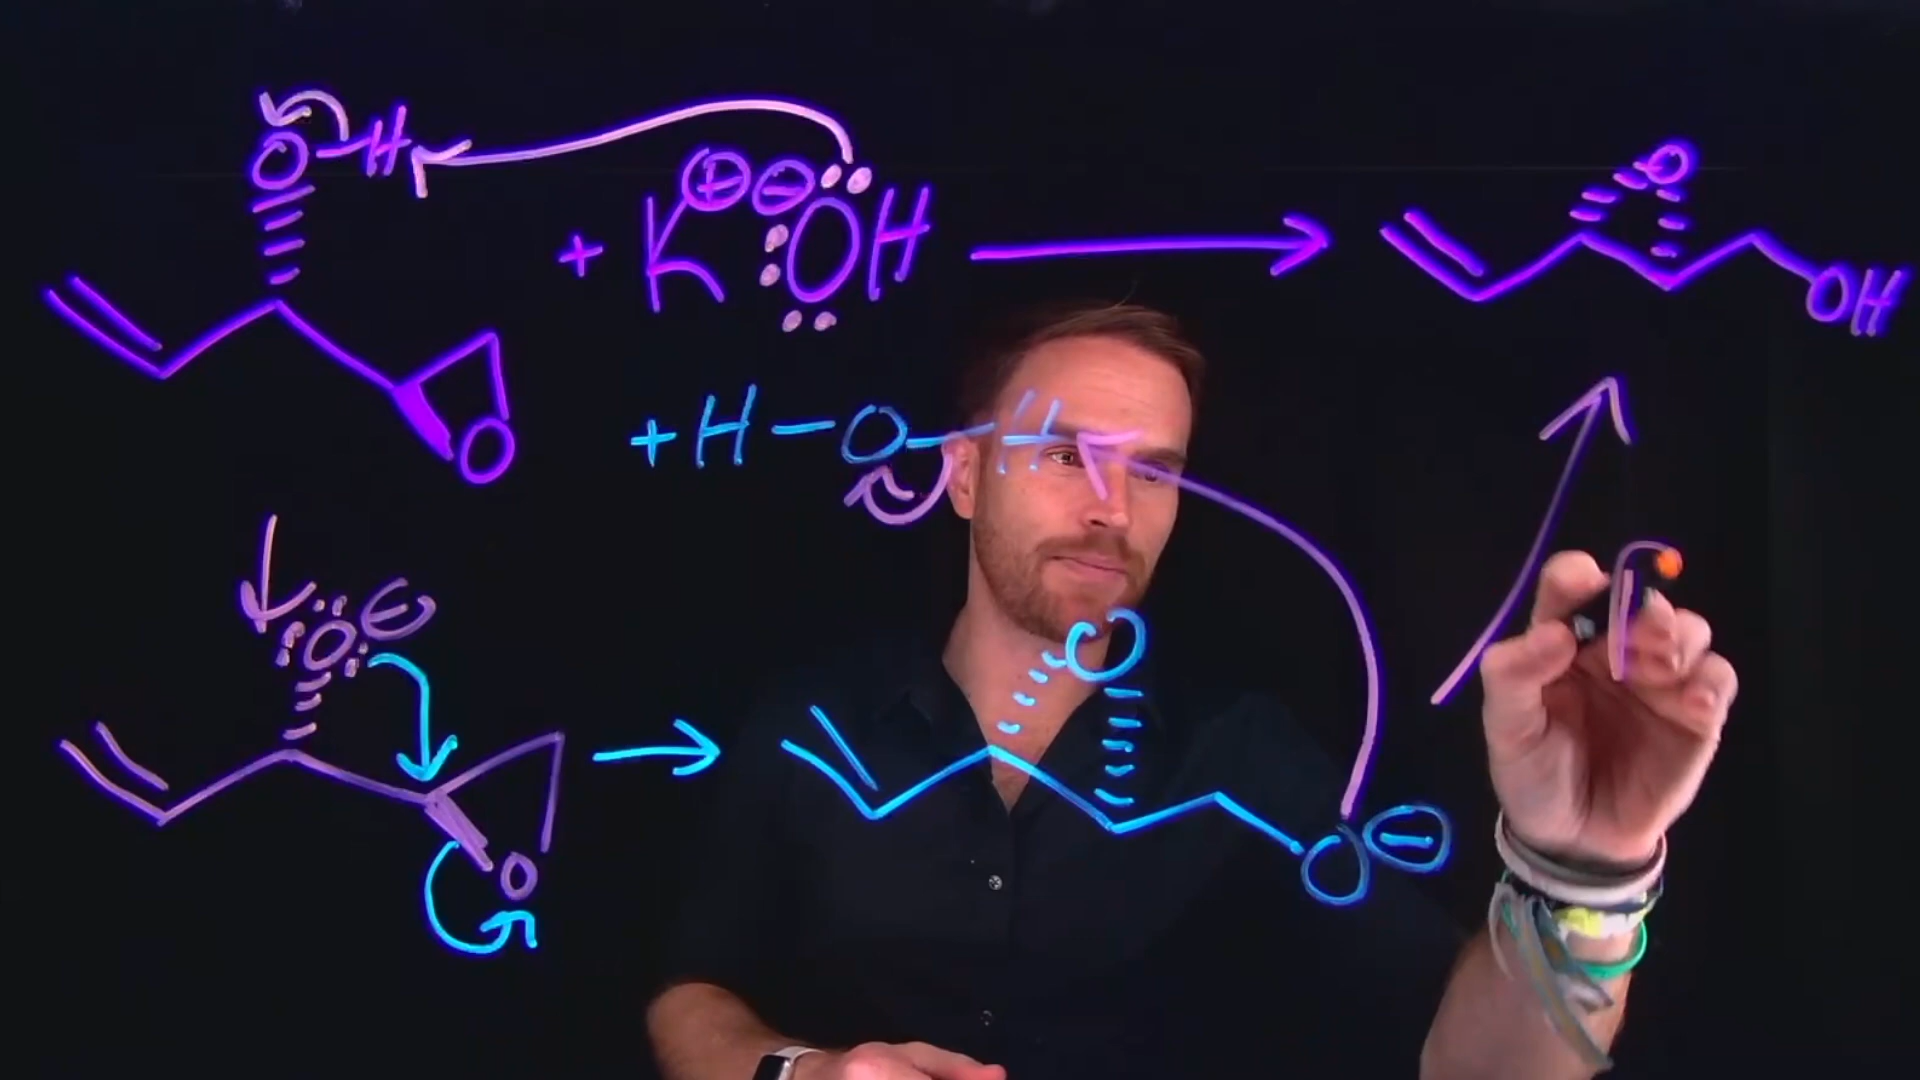 O-H
+ K⊕ ⊖:OH
O
OH
O
+ H-O-H
O ⊖
O
O
O ⊖